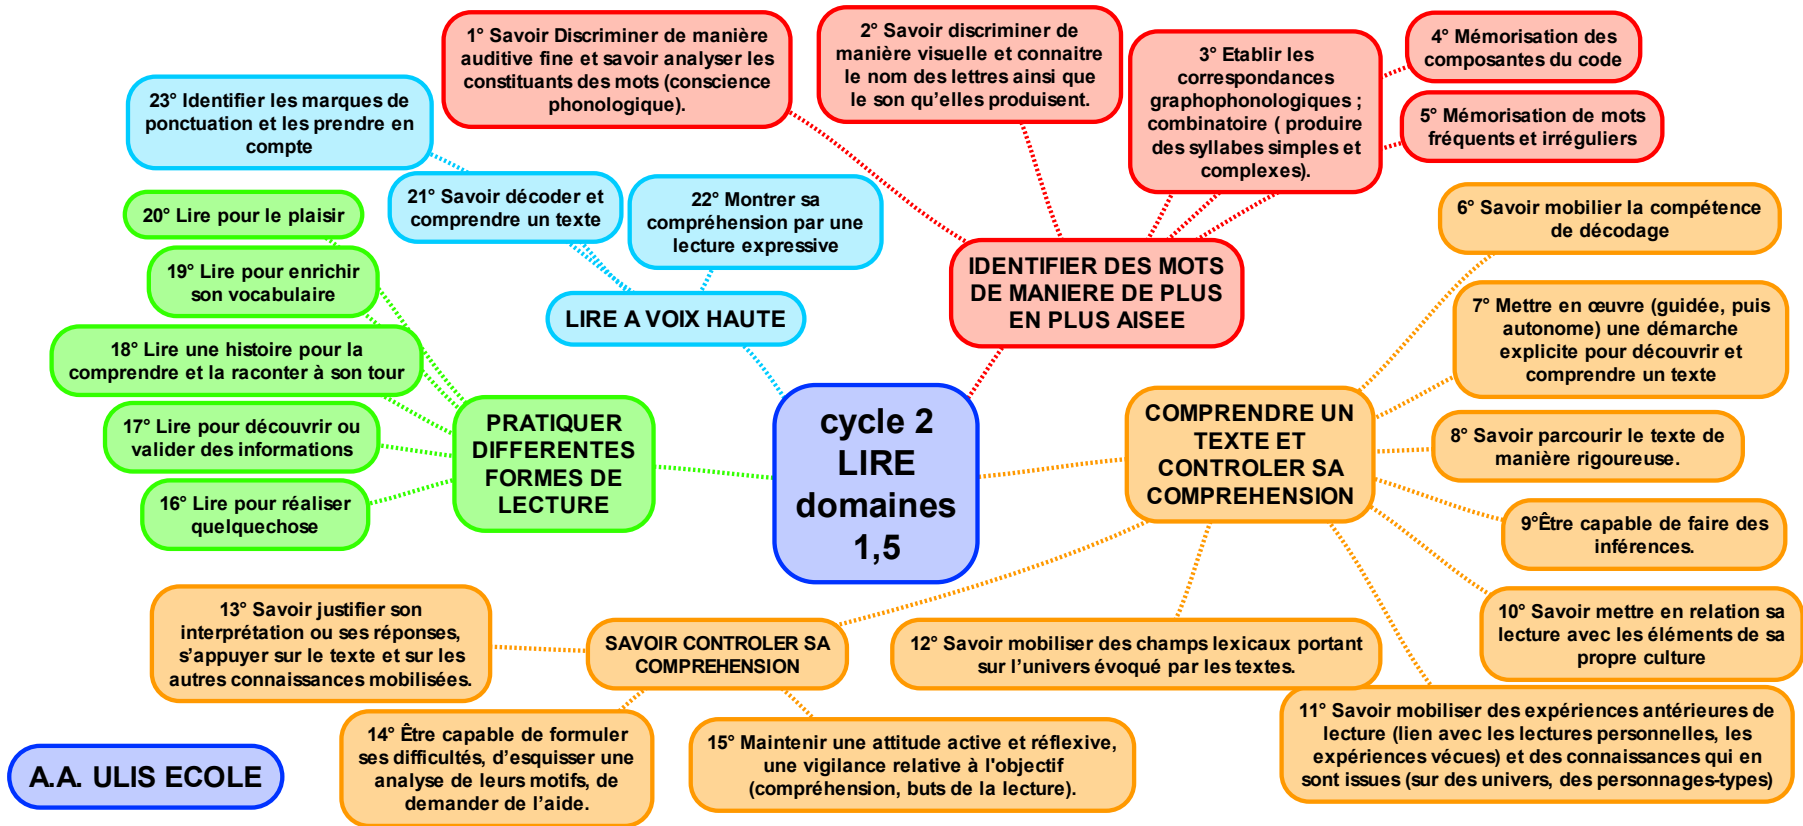 1° Savoir Discriminer de manière
auditive fine et savoir analyser les
constituants des mots (conscience
phonologique).
2° Savoir discriminer de
manière visuelle et connaitre
le nom des lettres ainsi que
le son qu’elles produisent.
3° Etablir les
correspondances
graphophonologiques ;
combinatoire ( produire
des syllabes simples et
complexes).
4° Mémorisation des
composantes du code
5° Mémorisation de mots
fréquents et irréguliers
23° Identifier les marques de
ponctuation et les prendre en
compte
21° Savoir décoder et
comprendre un texte
22° Montrer sa
compréhension par une
lecture expressive
20° Lire pour le plaisir
19° Lire pour enrichir
son vocabulaire
18° Lire une histoire pour la
comprendre et la raconter à son tour
17° Lire pour découvrir ou
valider des informations
16° Lire pour réaliser
quelquechose
LIRE A VOIX HAUTE
IDENTIFIER DES MOTS
DE MANIERE DE PLUS
EN PLUS AISEE
PRATIQUER
DIFFERENTES
FORMES DE
LECTURE
cycle 2
LIRE
domaines
1,5
COMPRENDRE UN
TEXTE ET
CONTROLER SA
COMPREHENSION
6° Savoir mobilier la compétence
de décodage
7° Mettre en œuvre (guidée, puis
autonome) une démarche
explicite pour découvrir et
comprendre un texte
8° Savoir parcourir le texte de
manière rigoureuse.
9°Être capable de faire des
inférences.
10° Savoir mettre en relation sa
lecture avec les éléments de sa
propre culture
11° Savoir mobiliser des expériences antérieures de
lecture (lien avec les lectures personnelles, les
expériences vécues) et des connaissances qui en
sont issues (sur des univers, des personnages-types)
12° Savoir mobiliser des champs lexicaux portant
sur l’univers évoqué par les textes.
SAVOIR CONTROLER SA
COMPREHENSION
13° Savoir justifier son
interprétation ou ses réponses,
s’appuyer sur le texte et sur les
autres connaissances mobilisées.
14° Être capable de formuler
ses difficultés, d’esquisser une
analyse de leurs motifs, de
demander de l’aide.
15° Maintenir une attitude active et réflexive,
une vigilance relative à l'objectif
(compréhension, buts de la lecture).
A.A. ULIS ECOLE